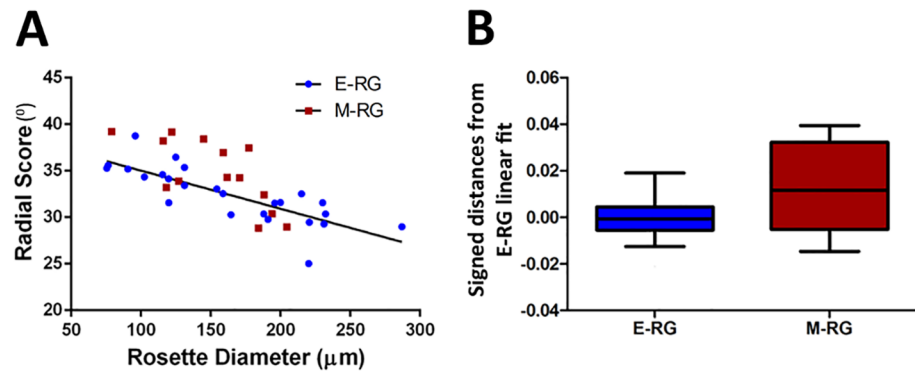 A
Radial Score (⁰)
45
40
35
30
25
20
50
100
150
200
250
300
Rosette Diameter (μm)
E-RG
M-RG
B
Signed distances from
E-RG linear fit
0.06
0.04
0.02
0.00
-0.02
-0.04
E-RG
M-RG